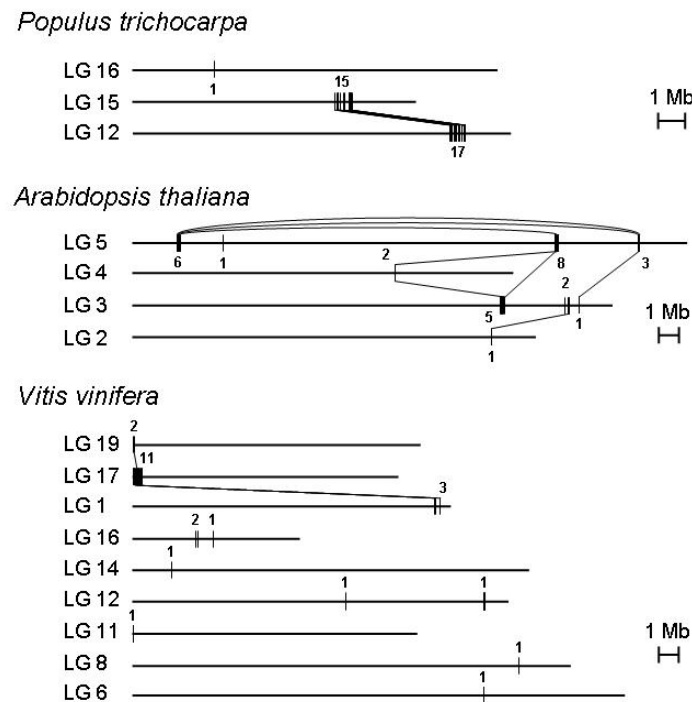 Populus trichocarpa
LG 16
1
15
LG 15
1 Mb
LG 12
17
Arabidopsis thaliana
LG 5
6 1 2 8 3
LG 4
2
LG 3
5 1 1 Mb
LG 2
1
Vitis vinifera
2
LG 19
11
LG 17
3
LG 1
2 1
LG 16
1
LG 14
1 1
LG 12
1
LG 11
1 Mb
1
LG 8
1
LG 6